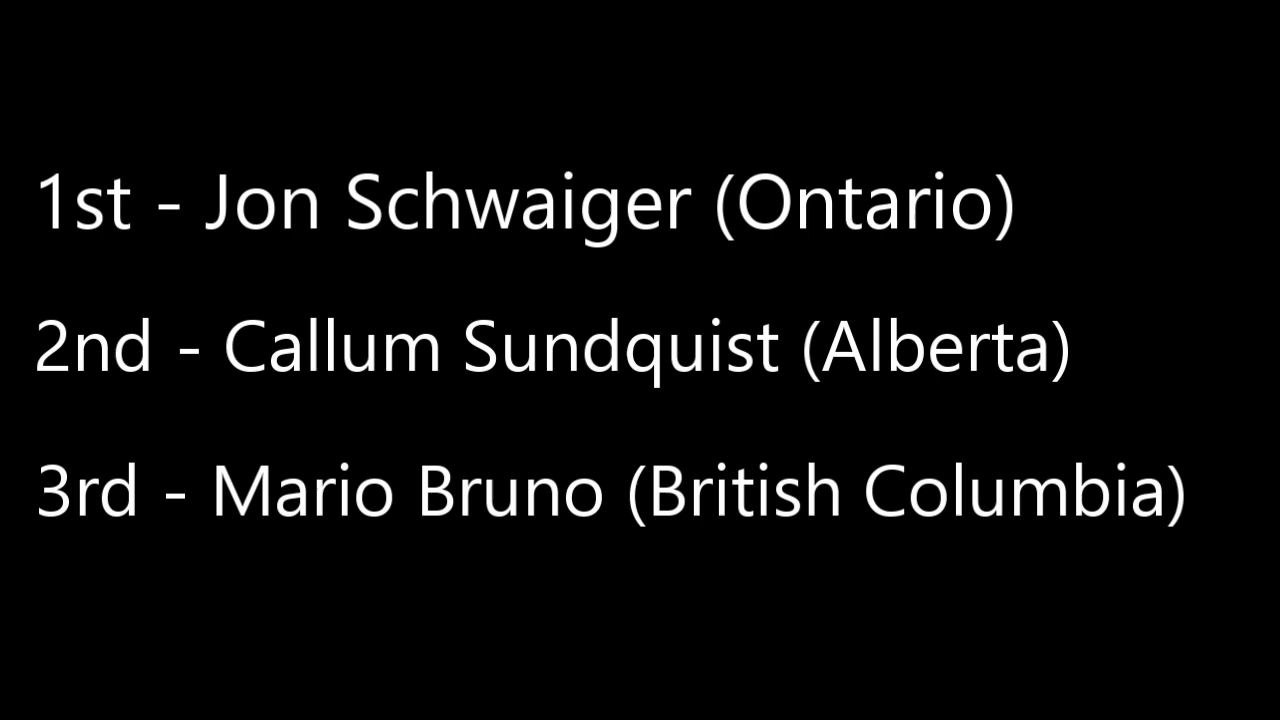 1st - Jon Schwaiger (Ontario)
2nd - Callum Sundquist (Alberta)
3rd - Mario Bruno (British Columbia)